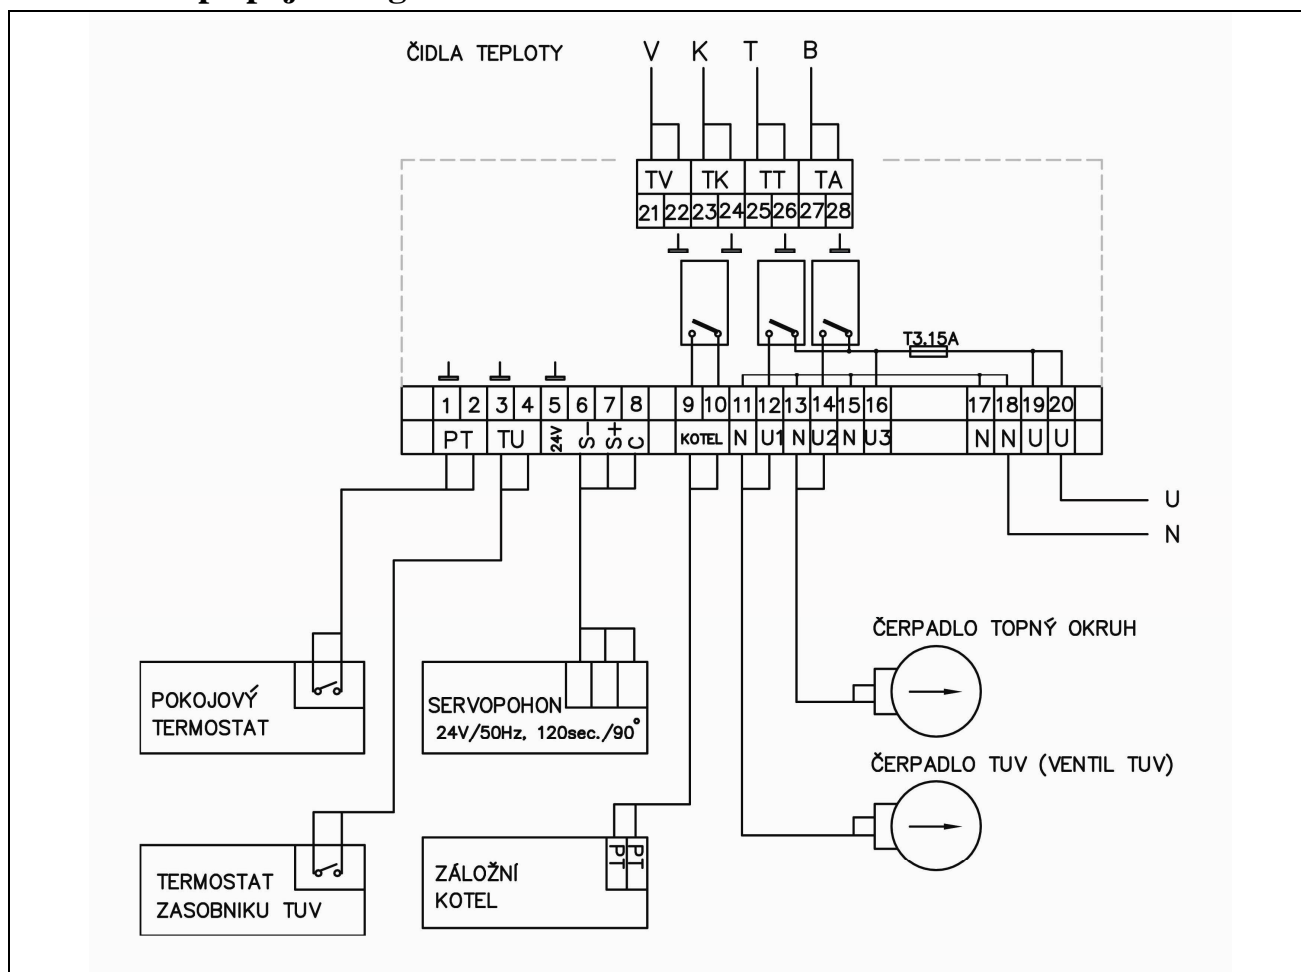 ČIDLA TEPLOTY V K T B
TV TK TT TA
21 22 23 24 25 26 27 28
T3.15A
1 2 3 4 5 6 7 8 9 10 11 12 13 14 15 16 17 18 19 20
PT TU 24V S- S+ C KOTEL N U1 N U2 N U3 N N U U
U
N
ČERPADLO TOPNÝ OKRUH
POKOJOVÝ
TERMOSTAT
SERVOPOHON
24V/50Hz, 120sec./90°
ČERPADLO TUV (VENTIL TUV)
PT PT
ZÁLOŽNÍ
KOTEL
TERMOSTAT
ZASOBNIKU TUV